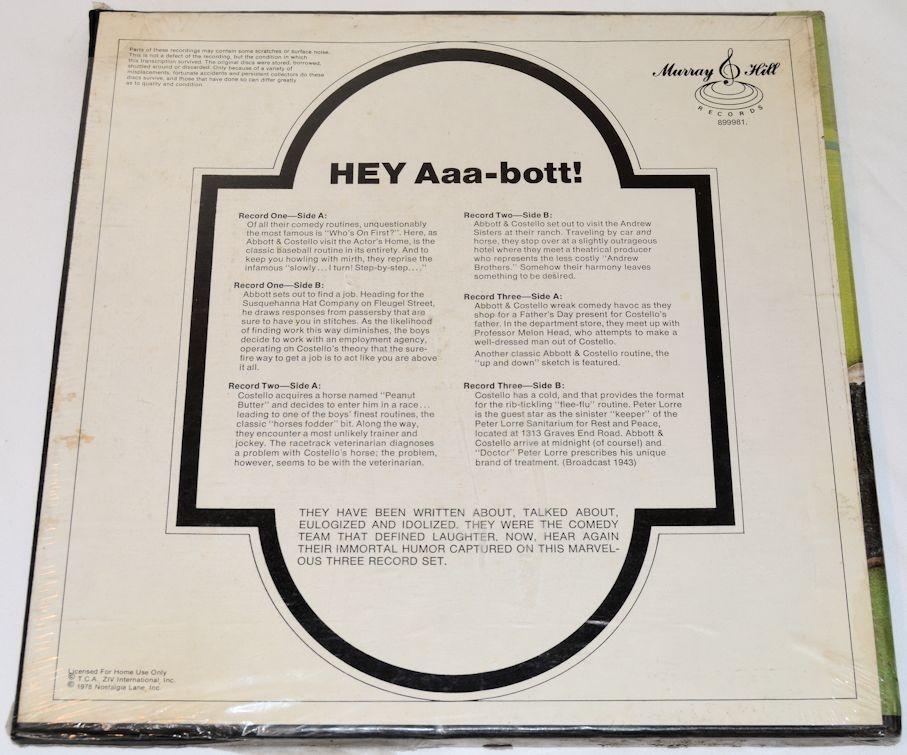 Parts of these recordings may contain some scratches or surface noise.
This is not a defect of the recording, but the condition in which
this transcription survived. The original discs were stored, borrowed,
shuttled around or discarded. Only because of a variety of
misplacements, fortunate accidents and persistent collectors do these
discs survive, and those that have done so can differ greatly
as to quality and condition.
Murray Hill
RECORDS
899981.
HEY Aaa-bott!
Record One—Side A:
Of all their comedy routines, unquestionably
the most famous is "Who's On First?". Here, as
Abbott & Costello visit the Actor's Home, is the
classic baseball routine in its entirety. And to
keep you howling with mirth, they reprise the
infamous "slowly...I turn! Step-by-step...."
Record One—Side B:
Abbott sets out to find a job. Heading for the
Susquehanna Hat Company on Fleugel Street,
he draws responses from passersby that are
sure to have you in stitches. As the likelihood
of finding work this way diminishes, the boys
decide to work with an employment agency,
operating on Costello's theory that the sure-
fire way to get a job is to act like you are above
it all.
Record Two—Side A:
Costello acquires a horse named "Peanut
Butter" and decides to enter him in a race...
leading to one of the boys' finest routines, the
classic "horses fodder" bit. Along the way,
they encounter a most unlikely trainer and
jockey. The racetrack veterinarian diagnoses
a problem with Costello's horse; the problem,
however, seems to be with the veterinarian.
Record Two—Side B:
Abbott & Costello set out to visit the Andrew
Sisters at their ranch. Traveling by car and
horse, they stop over at a slightly outrageous
hotel where they meet a theatrical producer
who represents the less costly "Andrew
Brothers." Somehow their harmony leaves
something to be desired.
Record Three—Side A:
Abbott & Costello wreak comedy havoc as they
shop for a Father's Day present for Costello's
father. In the department store, they meet up with
Professor Melon Head, who attempts to make a
well-dressed man out of Costello.
Another classic Abbott & Costello routine, the
"up and down" sketch is featured.
Record Three—Side B:
Costello has a cold, and that provides the format
for the rib-tickling "flee-flu" routine. Peter Lorre
is the guest star as the sinister "keeper" of the
Peter Lorre Sanitarium for Rest and Peace,
located at 1313 Graves End Road. Abbott &
Costello arrive at midnight (of course!) and
"Doctor" Peter Lorre prescribes his unique
brand of treatment. (Broadcast 1943)
THEY HAVE BEEN WRITTEN ABOUT, TALKED ABOUT,
EULOGIZED AND IDOLIZED. THEY WERE THE COMEDY
TEAM THAT DEFINED LAUGHTER. NOW, HEAR AGAIN
THEIR IMMORTAL HUMOR CAPTURED ON THIS MARVEL-
OUS THREE RECORD SET.
Licensed For Home Use Only
℗ T.C.A. ZIV International, Inc.
© 1978 Nostalgia Lane, Inc.